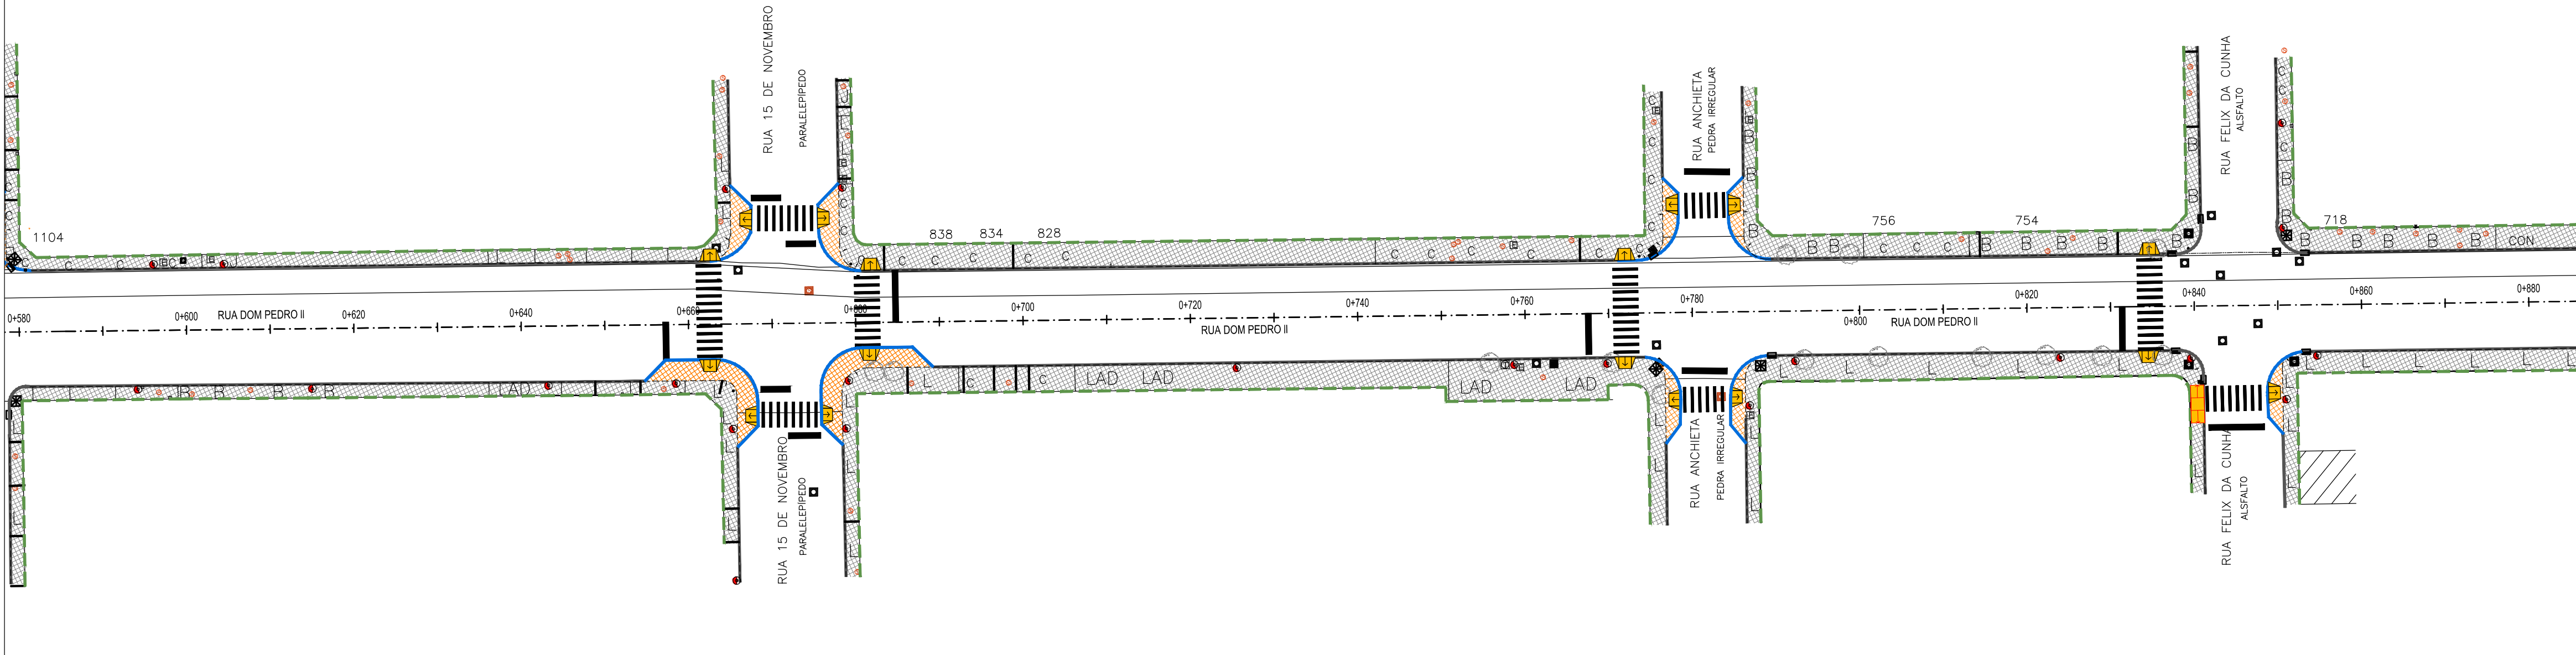 RUA 15 DE NOVEMBRO
PARALELEPÍPEDO
RUA ANCHIETA
PEDRA IRREGULAR
RUA FELIX DA CUNHA
ALSFALTO
1104
838
834
828
756
754
718
C C C C
L L L L
C C C C C C
C C C C C C
B B C C C B B B B B
B B B B B CON
0+580
0+600
RUA DOM PEDRO II
0+620
0+640
0+660
0+680
0+700
0+720
RUA DOM PEDRO II
0+740
0+760
0+780
0+800
RUA DOM PEDRO II
0+820
0+840
0+860
0+880
L L B B B B LAD L
L C C LAD LAD
LAD LAD
L L L L L L
L L L L L L
RUA 15 DE NOVEMBRO
PARALELEPÍPEDO
RUA ANCHIETA
PEDRA IRREGULAR
RUA FELIX DA CUNHA
ALSFALTO